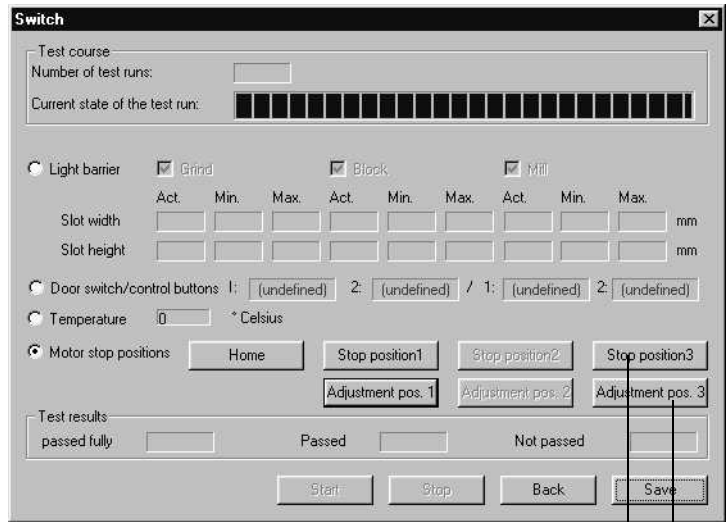 Switch
Test course
Number of test runs:
Current state of the test run:
Light barrier Grind Block Mill
Act. Min. Max. Act. Min. Max. Act. Min. Max.
Slot width mm
Slot height mm
Door switch/control buttons 1: (undefined) 2: (undefined) / 1: (undefined) 2: (undefined)
Temperature 0 ° Celsius
Motor stop positions Home Stop position1 Stop position2 Stop position3
Adjustment pos. 1 Adjustment pos. 2 Adjustment pos. 3
Test results
passed fully Passed Not passed
Start Stop Back Save